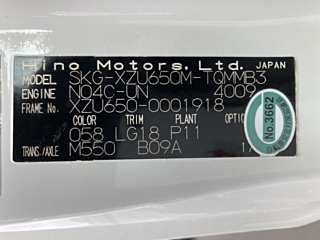 Hino Motors, Ltd. JAPAN
MODEL SKG-XZU650M-TQMMB3
ENGINE N04C-UN 4009
FRAME No. XZU650-0001918
COLOR TRIM PLANT OPTIO
058 LG18 P11
TRANS./AXLE M550 B09A 1/
No.3662